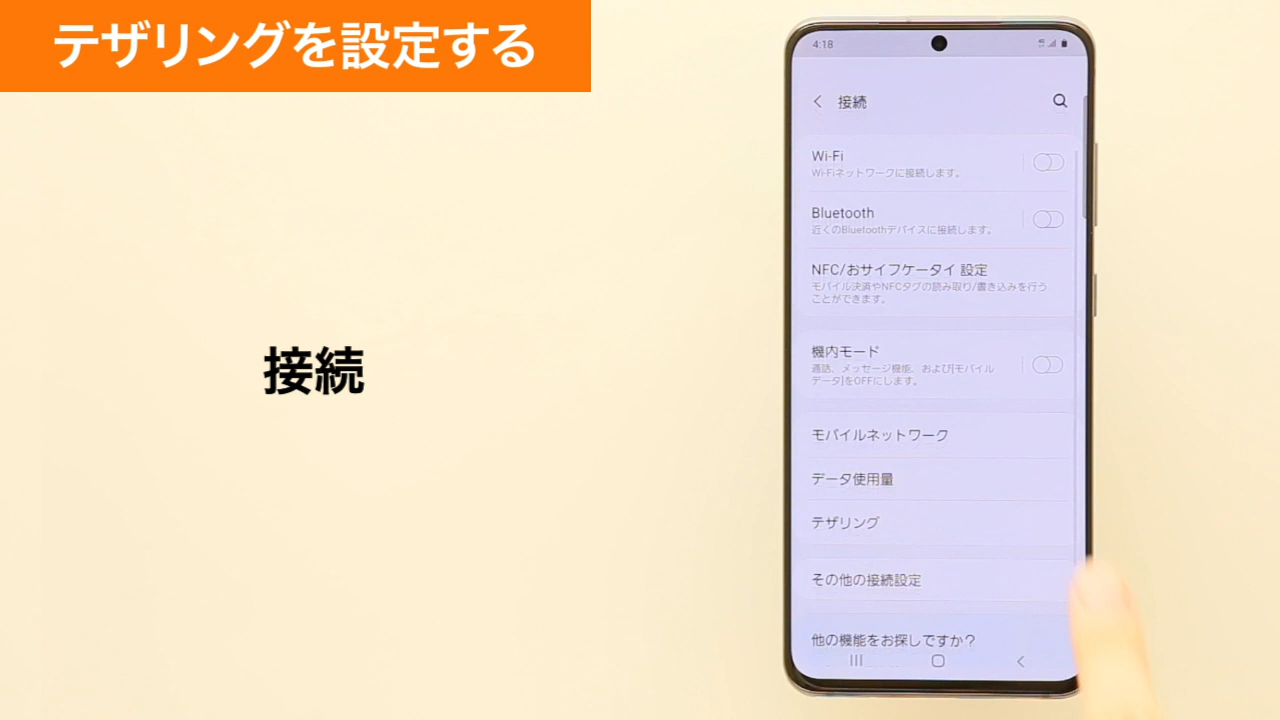 テザリングを設定する
接続
4:18
接続
Wi-Fi
Wi-Fiネットワークに接続します。
Bluetooth
近くのBluetoothデバイスに接続します。
NFC/おサイフケータイ 設定
モバイル決済やNFCタグの読み取り/書き込みを行う
ことができます。
機内モード
通話、メッセージ機能、および[モバイル
データ]をOFFにします。
モバイルネットワーク
データ使用量
テザリング
その他の接続設定
他の機能をお探しですか?